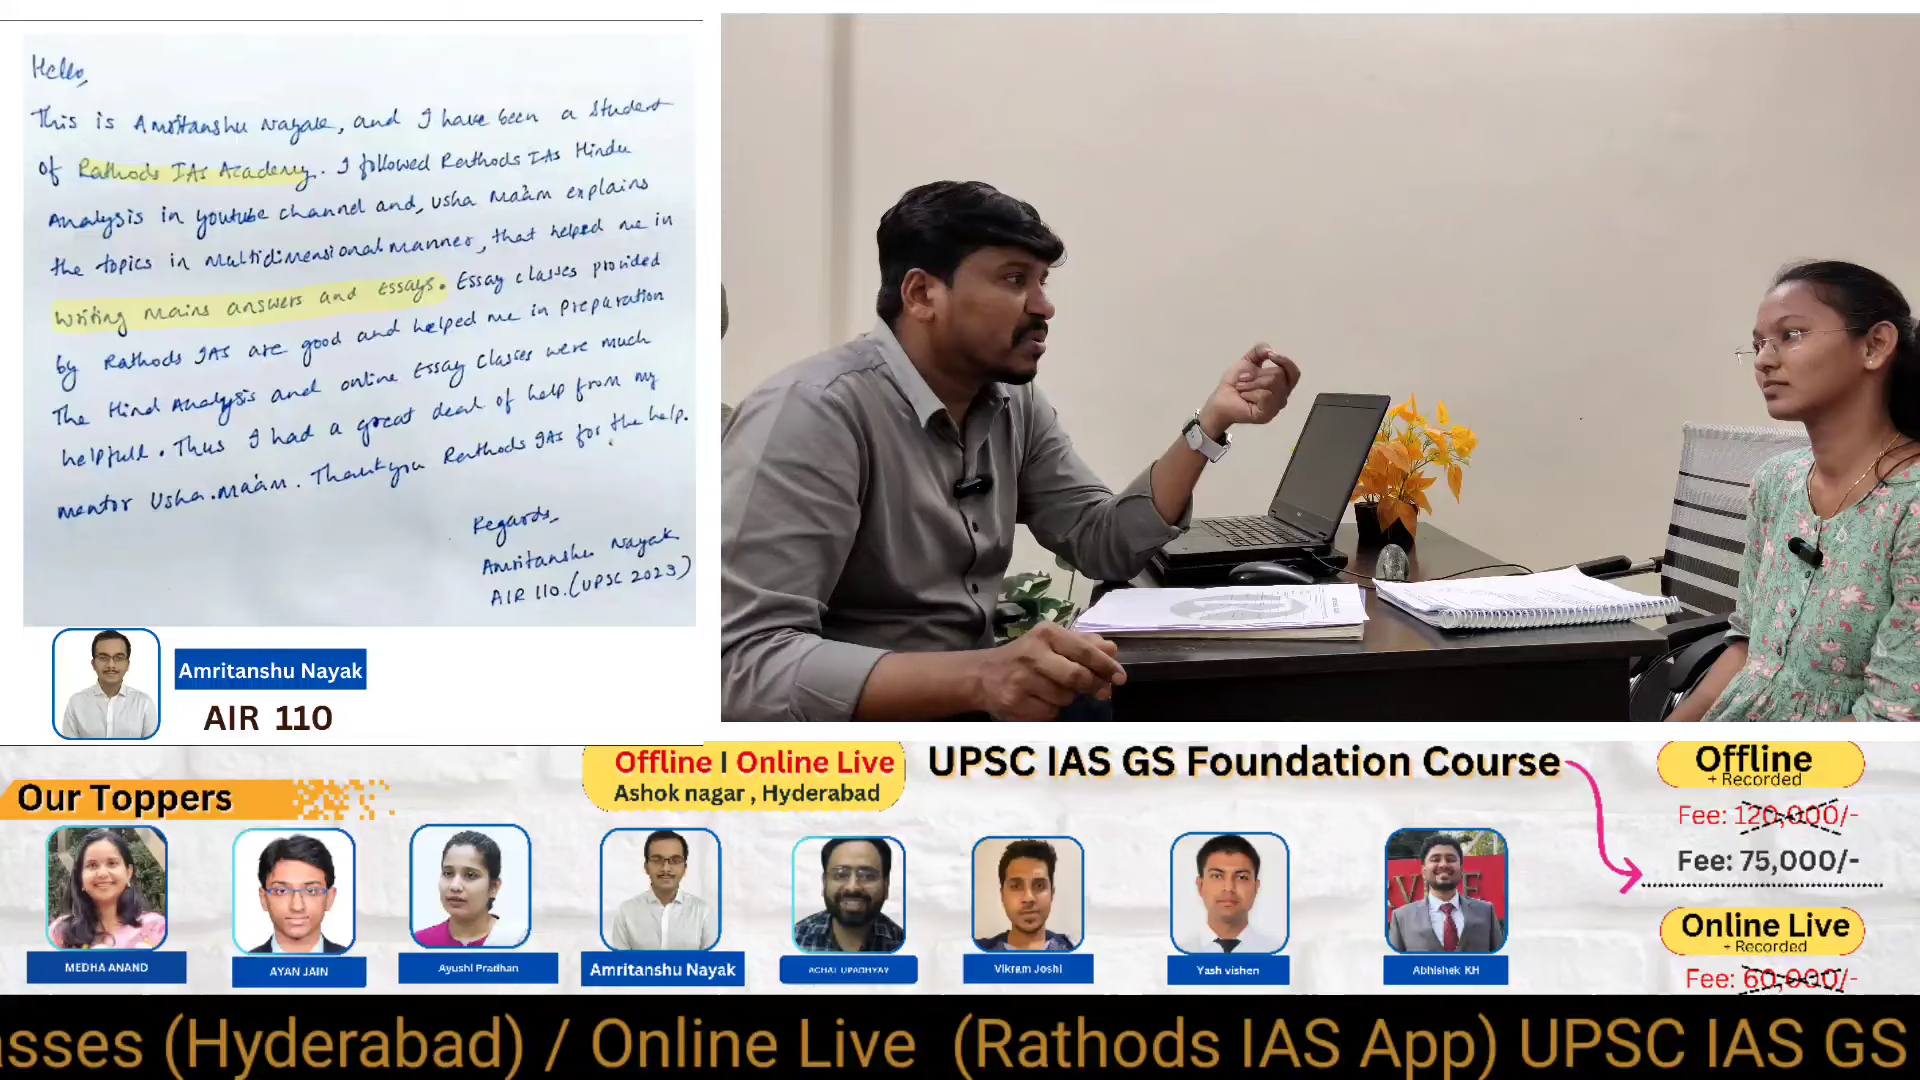 Hello,
This is Amritanshu Nayak, and I have been a Student
of Rathods IAS Academy. I followed Rathods IAS Hindu
Analysis in youtube channel and, Usha Ma'am explains
the topics in multidimensional manner, that helped me in
writing mains answers and essays. Essay classes provided
by Rathods IAS are good and helped me in preparation
The Hind Analysis and online Essay classes were much
helpfull. Thus I had a great deal of help from my
mentor Usha.ma'am. Thankyou Rathods IAS for the help.
Regards,
Amritanshu Nayak
AIR 110. (UPSC 2023)
Amritanshu Nayak
AIR 110
Our Toppers
Offline I Online Live
Ashok nagar , Hyderabad
UPSC IAS GS Foundation Course
Offline
+ Recorded
Fee: 120,000/-
Fee: 75,000/-
Online Live
+ Recorded
Fee: 60,000/-
MEDHA ANAND
AYAN JAIN
Ayushi Pradhan
Amritanshu Nayak
ACHAL UPADHYAY
Vikram Joshi
Yash vishen
Abhishek KH
asses (Hyderabad) / Online Live (Rathods IAS App) UPSC IAS GS